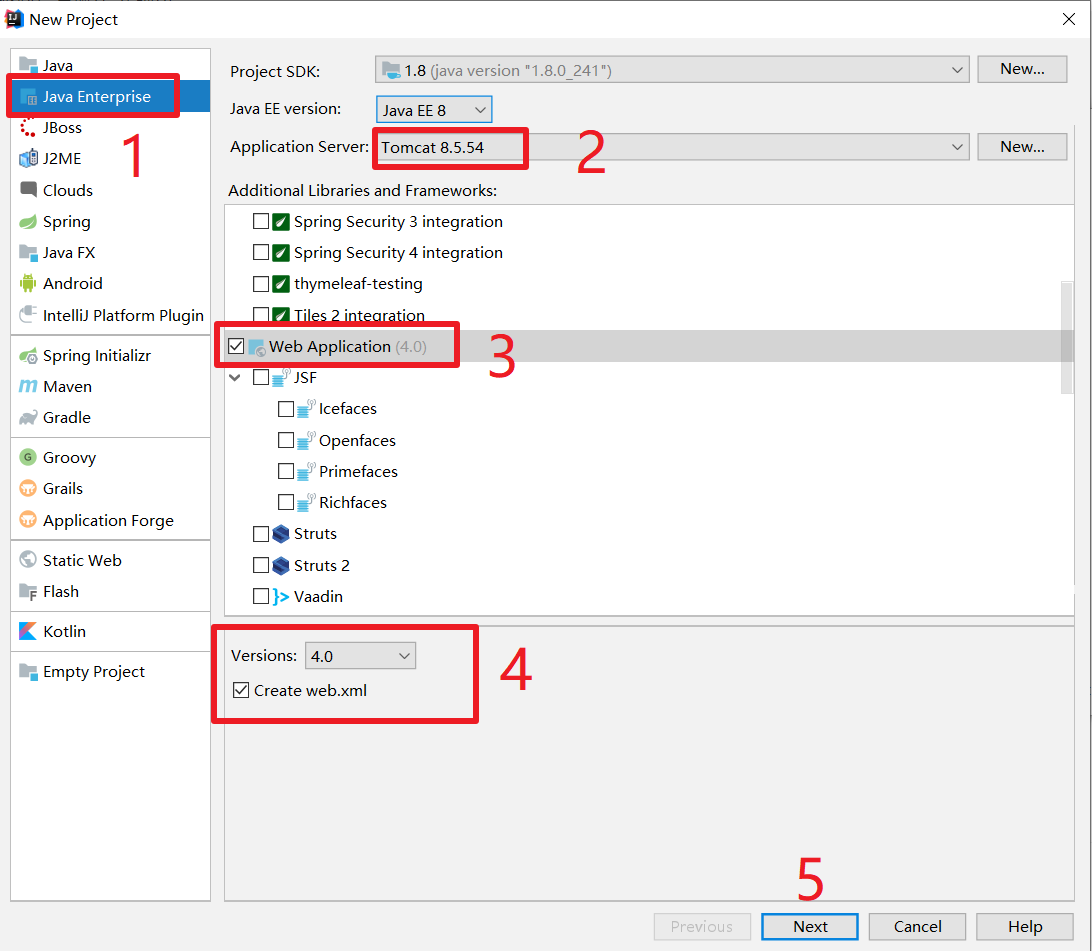 New Project
Java
Java Enterprise
JBoss
J2ME
Clouds
Spring
Java FX
Android
IntelliJ Platform Plugin
Spring Initializr
Maven
Gradle
Groovy
Grails
Application Forge
Static Web
Flash
Kotlin
Empty Project
1
Project SDK: 1.8 (java version "1.8.0_241") New...
Java EE version: Java EE 8
Application Server: Tomcat 8.5.54 2 New...
Additional Libraries and Frameworks:
Spring Security 3 integration
Spring Security 4 integration
thymeleaf-testing
Tiles 2 integration
Web Application (4.0) 3
JSF
Icefaces
Openfaces
Primefaces
Richfaces
Struts
Struts 2
Vaadin
Versions: 4.0
Create web.xml
4
5
Previous Next Cancel Help